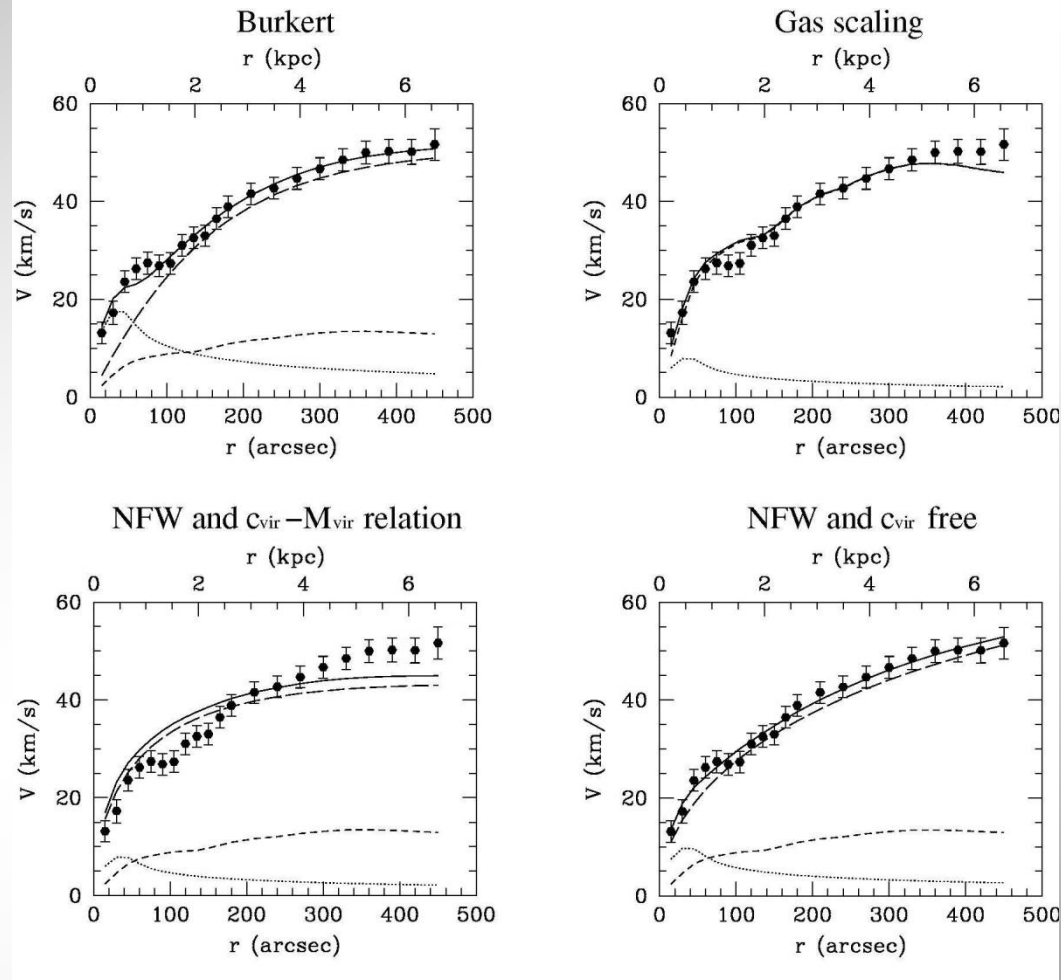 Burkert
r (kpc)
0 2 4 6
60
40
20
0
V (km/s)
0 100 200 300 400 500
r (arcsec)
Gas scaling
r (kpc)
0 2 4 6
60
40
20
0
V (km/s)
0 100 200 300 400 500
r (arcsec)
NFW and cvir−Mvir relation
r (kpc)
0 2 4 6
60
40
20
0
V (km/s)
0 100 200 300 400 500
r (arcsec)
NFW and cvir free
r (kpc)
0 2 4 6
60
40
20
0
V (km/s)
0 100 200 300 400 500
r (arcsec)